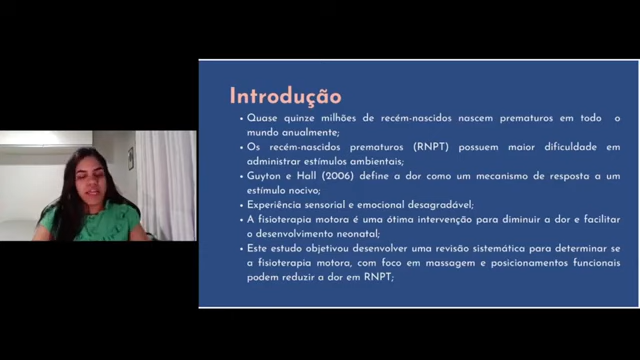 Introdução
• Quase quinze milhões de recém-nascidos nascem prematuros em todo o
mundo anualmente;
• Os recém-nascidos prematuros (RNPT) possuem maior dificuldade em
administrar estímulos ambientais;
• Guyton e Hall (2006) define a dor como um mecanismo de resposta a um
estímulo nocivo;
• Experiência sensorial e emocional desagradável;
• A fisioterapia motora é uma ótima intervenção para diminuir a dor e facilitar
o desenvolvimento neonatal;
• Este estudo objetivou desenvolver uma revisão sistemática para determinar se
a fisioterapia motora, com foco em massagem e posicionamentos funcionais
podem reduzir a dor em RNPT;